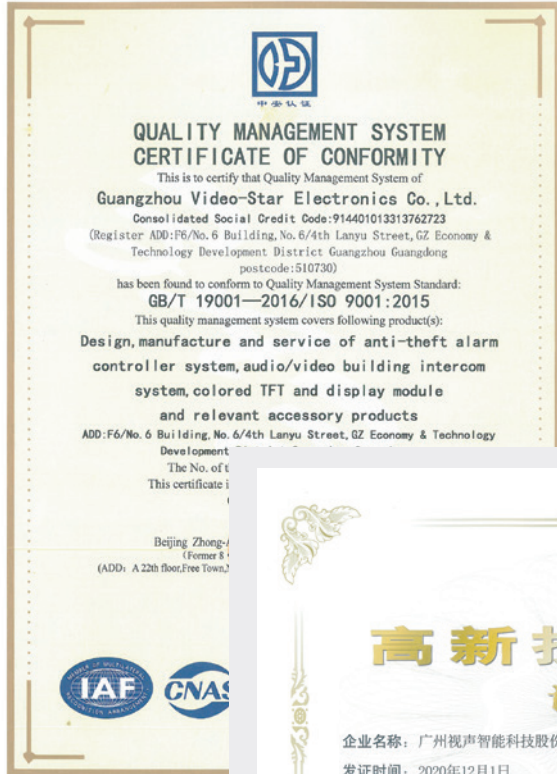 中安认证
QUALITY MANAGEMENT SYSTEM
CERTIFICATE OF CONFORMITY
This is to certify that Quality Management System of
Guangzhou Video-Star Electronics Co.,Ltd.
Consolidated Social Credit Code:914401013313762723
(Register ADD:F6/No.6 Building,No.6/4th Lanyu Street,GZ Economy &
Technology Development District Guangzhou Guangdong
postcode:510730)
has been found to conform to Quality Management System Standard:
GB/T 19001—2016/ISO 9001:2015
This quality management system covers following product(s):
Design,manufacture and service of anti-theft alarm
controller system,audio/video building intercom
system,colored TFT and display module
and relevant accessory products
ADD:F6/No.6 Building,No.6/4th Lanyu Street,GZ Economy & Technology
Development
The No. of
This certificate
Beijing Zhong-
(Former 8
(ADD: A 22th floor,Free Town,
MEMBER OF MULTILATERAL
IAF
RECOGNITION ARRANGEMENT
CNAS
高新
企业名称：广州视声智能科技股份
发证时间：2020年12月1日